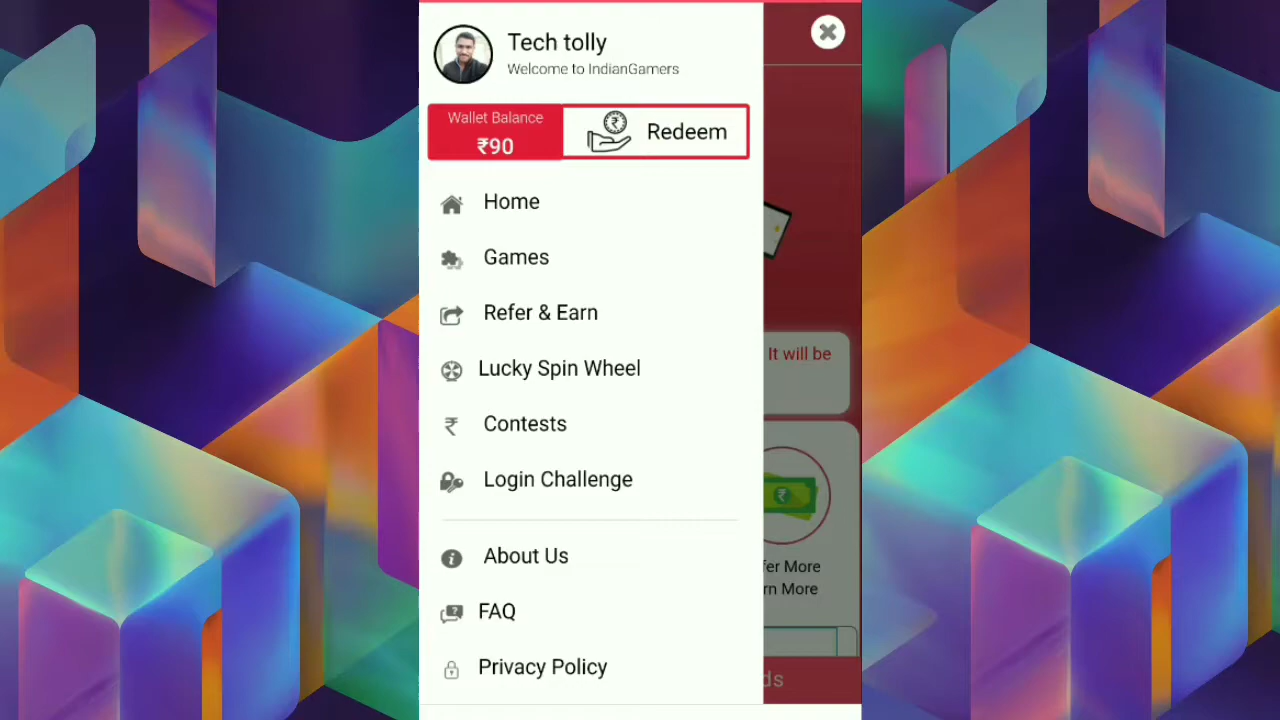 Tech tolly
Welcome to IndianGamers
Wallet Balance
₹90
Redeem
Home
Games
Refer & Earn
Lucky Spin Wheel
Contests
Login Challenge
About Us
FAQ
Privacy Policy
It will be
fer More
rn More
ds